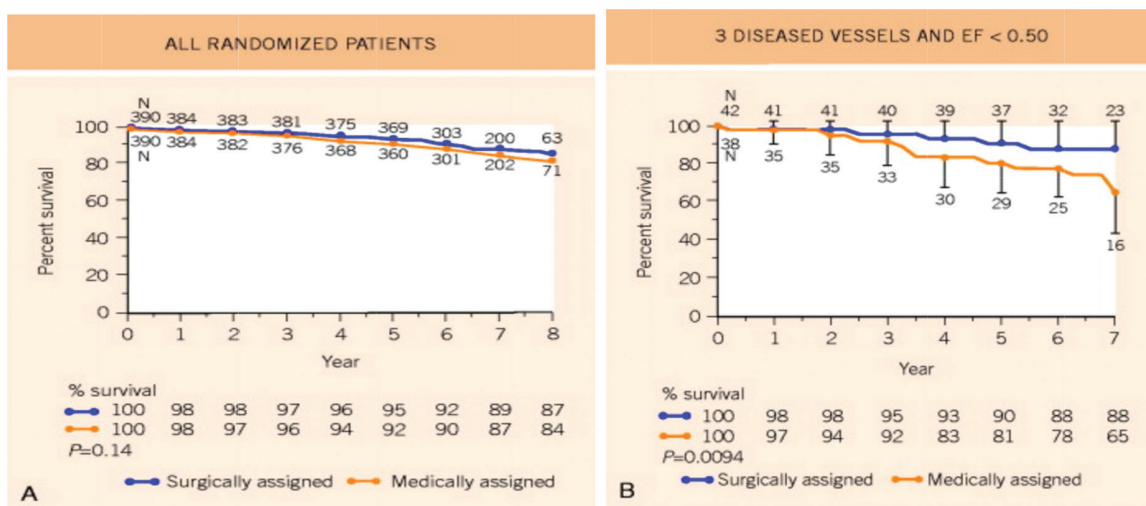 ALL RANDOMIZED PATIENTS
N
390 384 383 381 375 369 303 200 63
100
390 384 382 376 368 360 301 202 71
N
80
60
40
20
0
Percent survival
0 1 2 3 4 5 6 7 8
Year
% survival
100 98 98 97 96 95 92 89 87
100 98 97 96 94 92 90 87 84
P=0.14
Surgically assigned Medically assigned
A
3 DISEASED VESSELS AND EF < 0.50
N
42 41 41 40 39 37 32 23
100
38 35 35 33 30 29 25 16
N
80
60
40
20
0
Percent survival
0 1 2 3 4 5 6 7
Year
% survival
100 98 98 95 93 90 88 88
100 97 94 92 83 81 78 65
P=0.0094
Surgically assigned Medically assigned
B